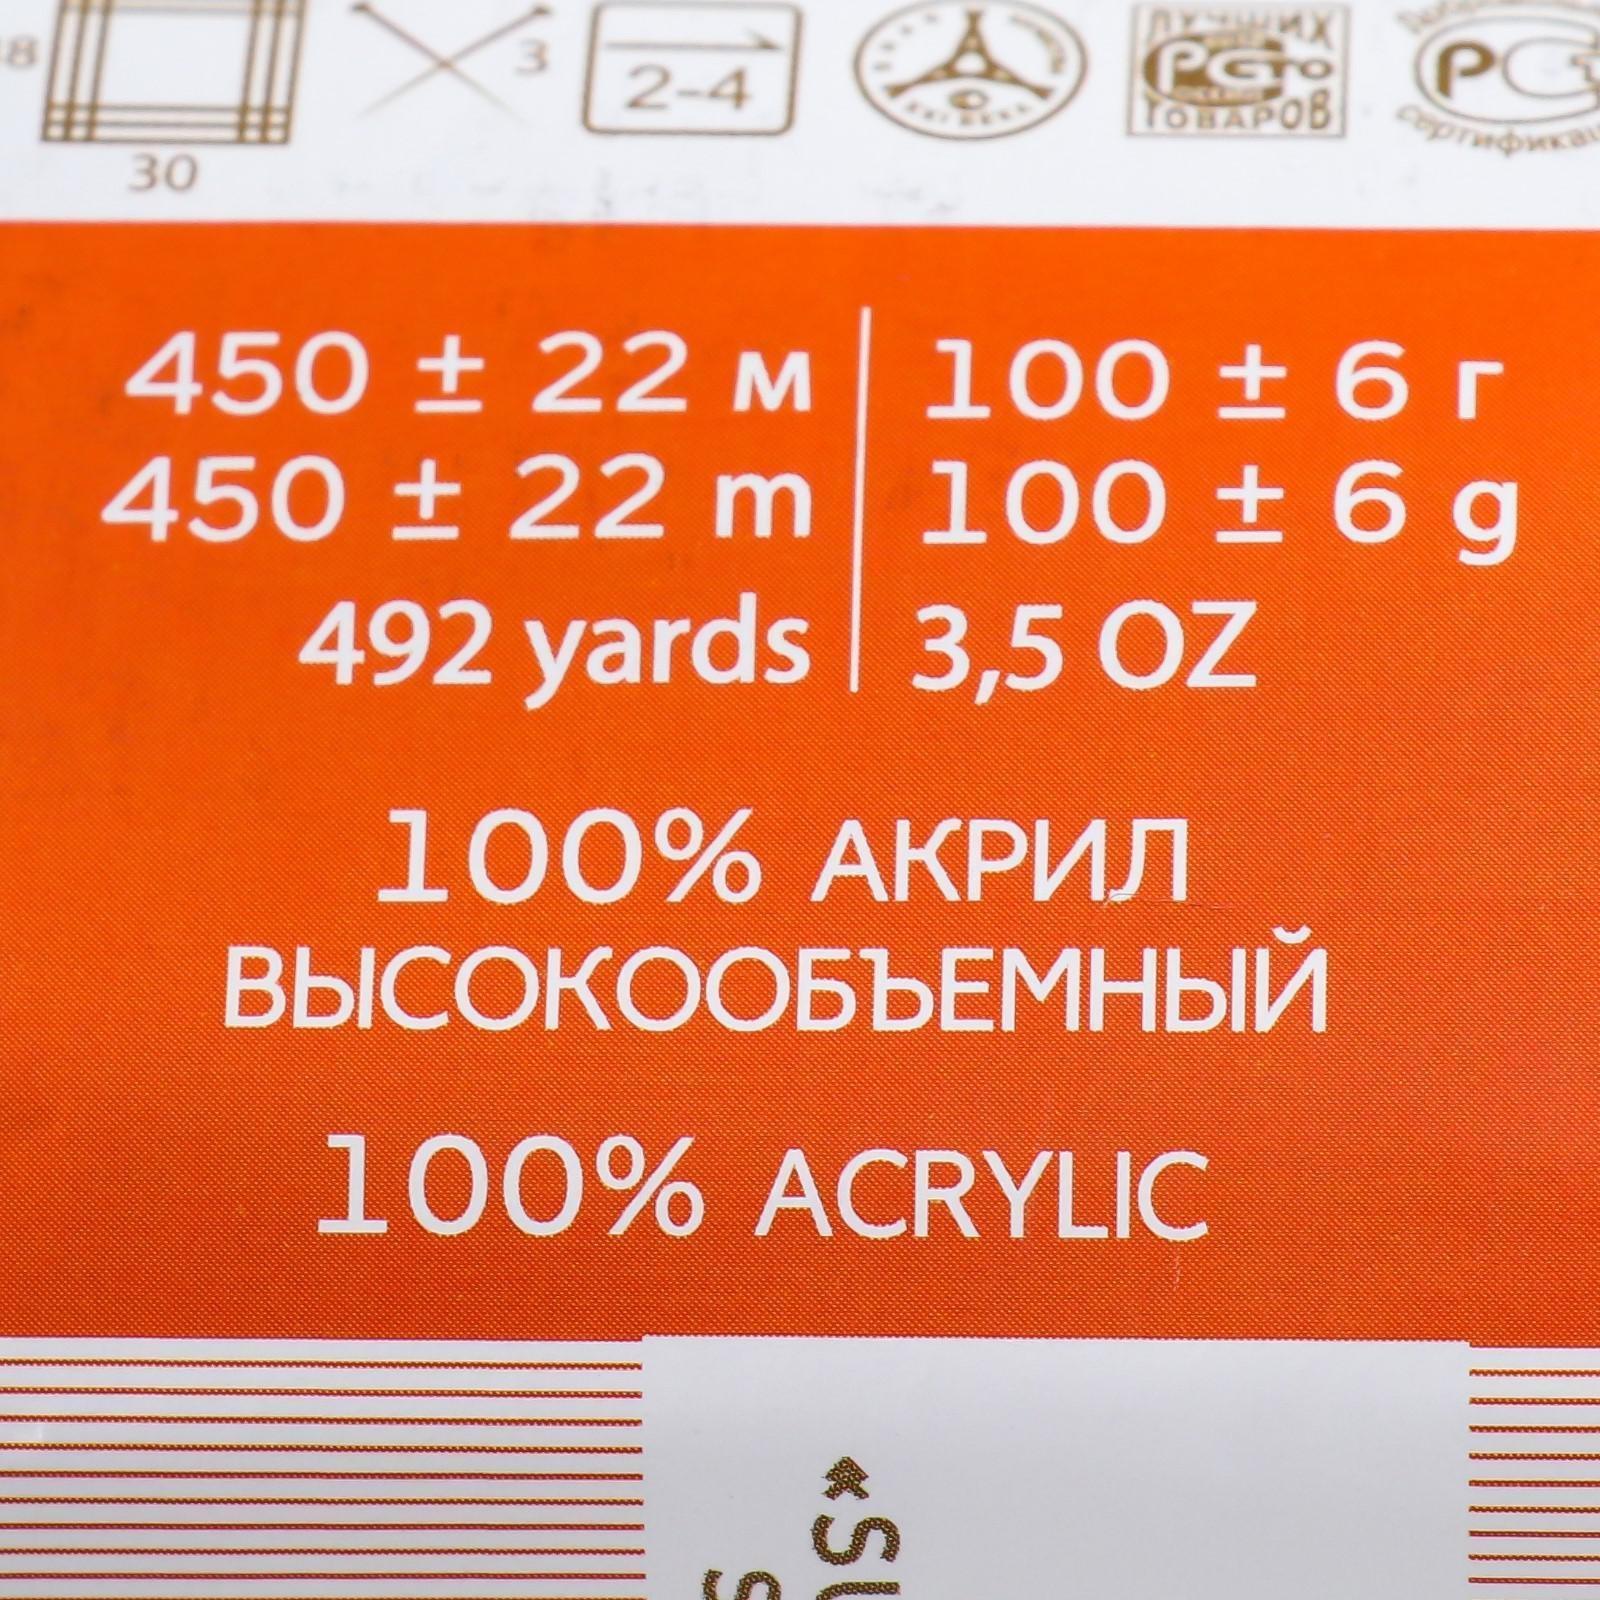 3
2-4
ЛУЧШИХ
ТОВАРОВ
30
450 ± 22 м
100 ± 6 г
450 ± 22 m
100 ± 6 g
492 yards
3,5 OZ
100% АКРИЛ
ВЫСОКООБЪЕМНЫЙ
100% ACRYLIC